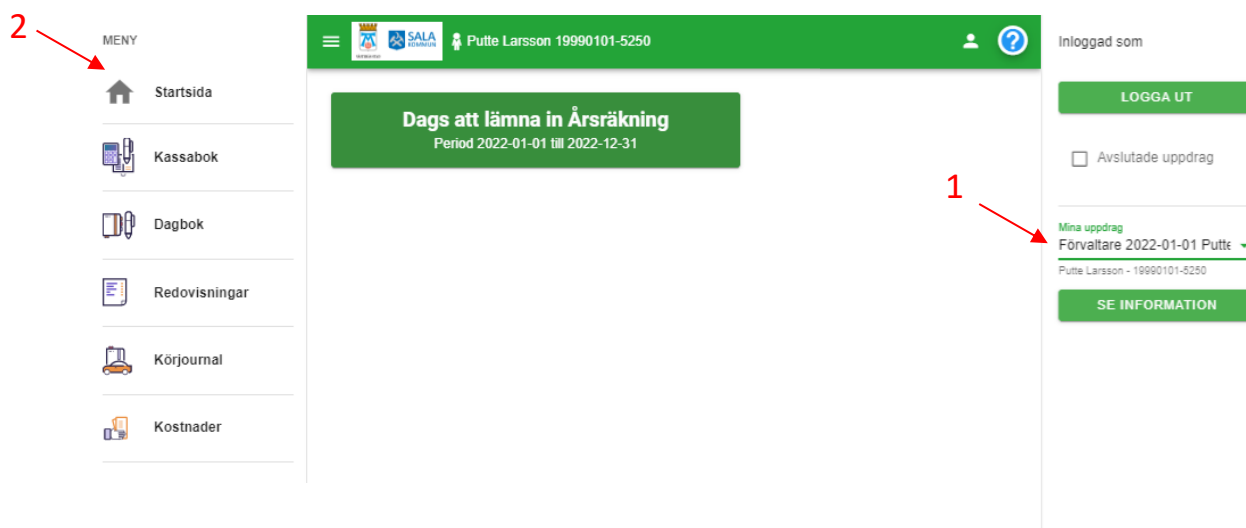 2
MENY
Startsida
Kassabok
Dagbok
Redovisningar
Körjournal
Kostnader
SALA
KOMMUN
Putte Larsson 19990101-5250
?
Dags att lämna in Årsräkning
Period 2022-01-01 till 2022-12-31
Inloggad som
LOGGA UT
Avslutade uppdrag
1
Mina uppdrag
Förvaltare 2022-01-01 Putte
Putte Larsson - 19990101-5250
SE INFORMATION